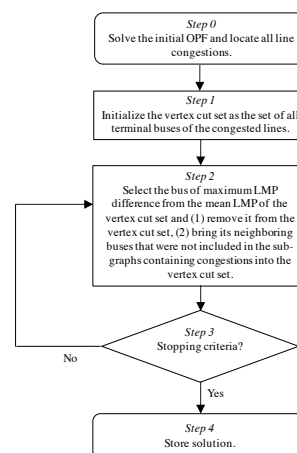 Step 0
Solve the initial OPF and locate all line
congestions.
Step 1
Initialize the vertex cut set as the set of all
terminal buses of the congested lines.
Step 2
Select the bus of maximum LMP
difference from the mean LMP of the
vertex cut set and (1) remove it from the
vertex cut set, (2) bring its neighboring
buses that were not included in the sub-
graphs containing congestions into the
vertex cut set.
Step 3
Stopping criteria?
No
Yes
Step 4
Store solution.